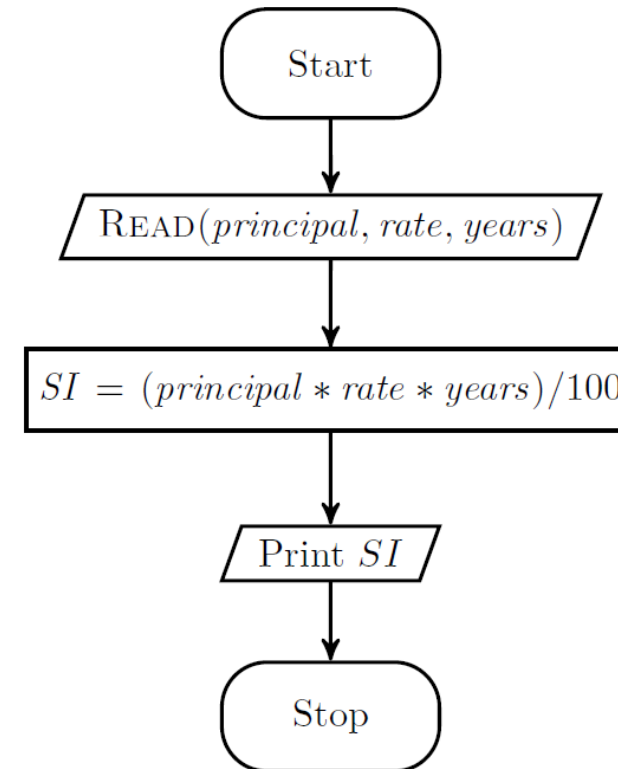 Start
READ(principal, rate, years)
SI = (principal * rate * years)/100
Print SI
Stop